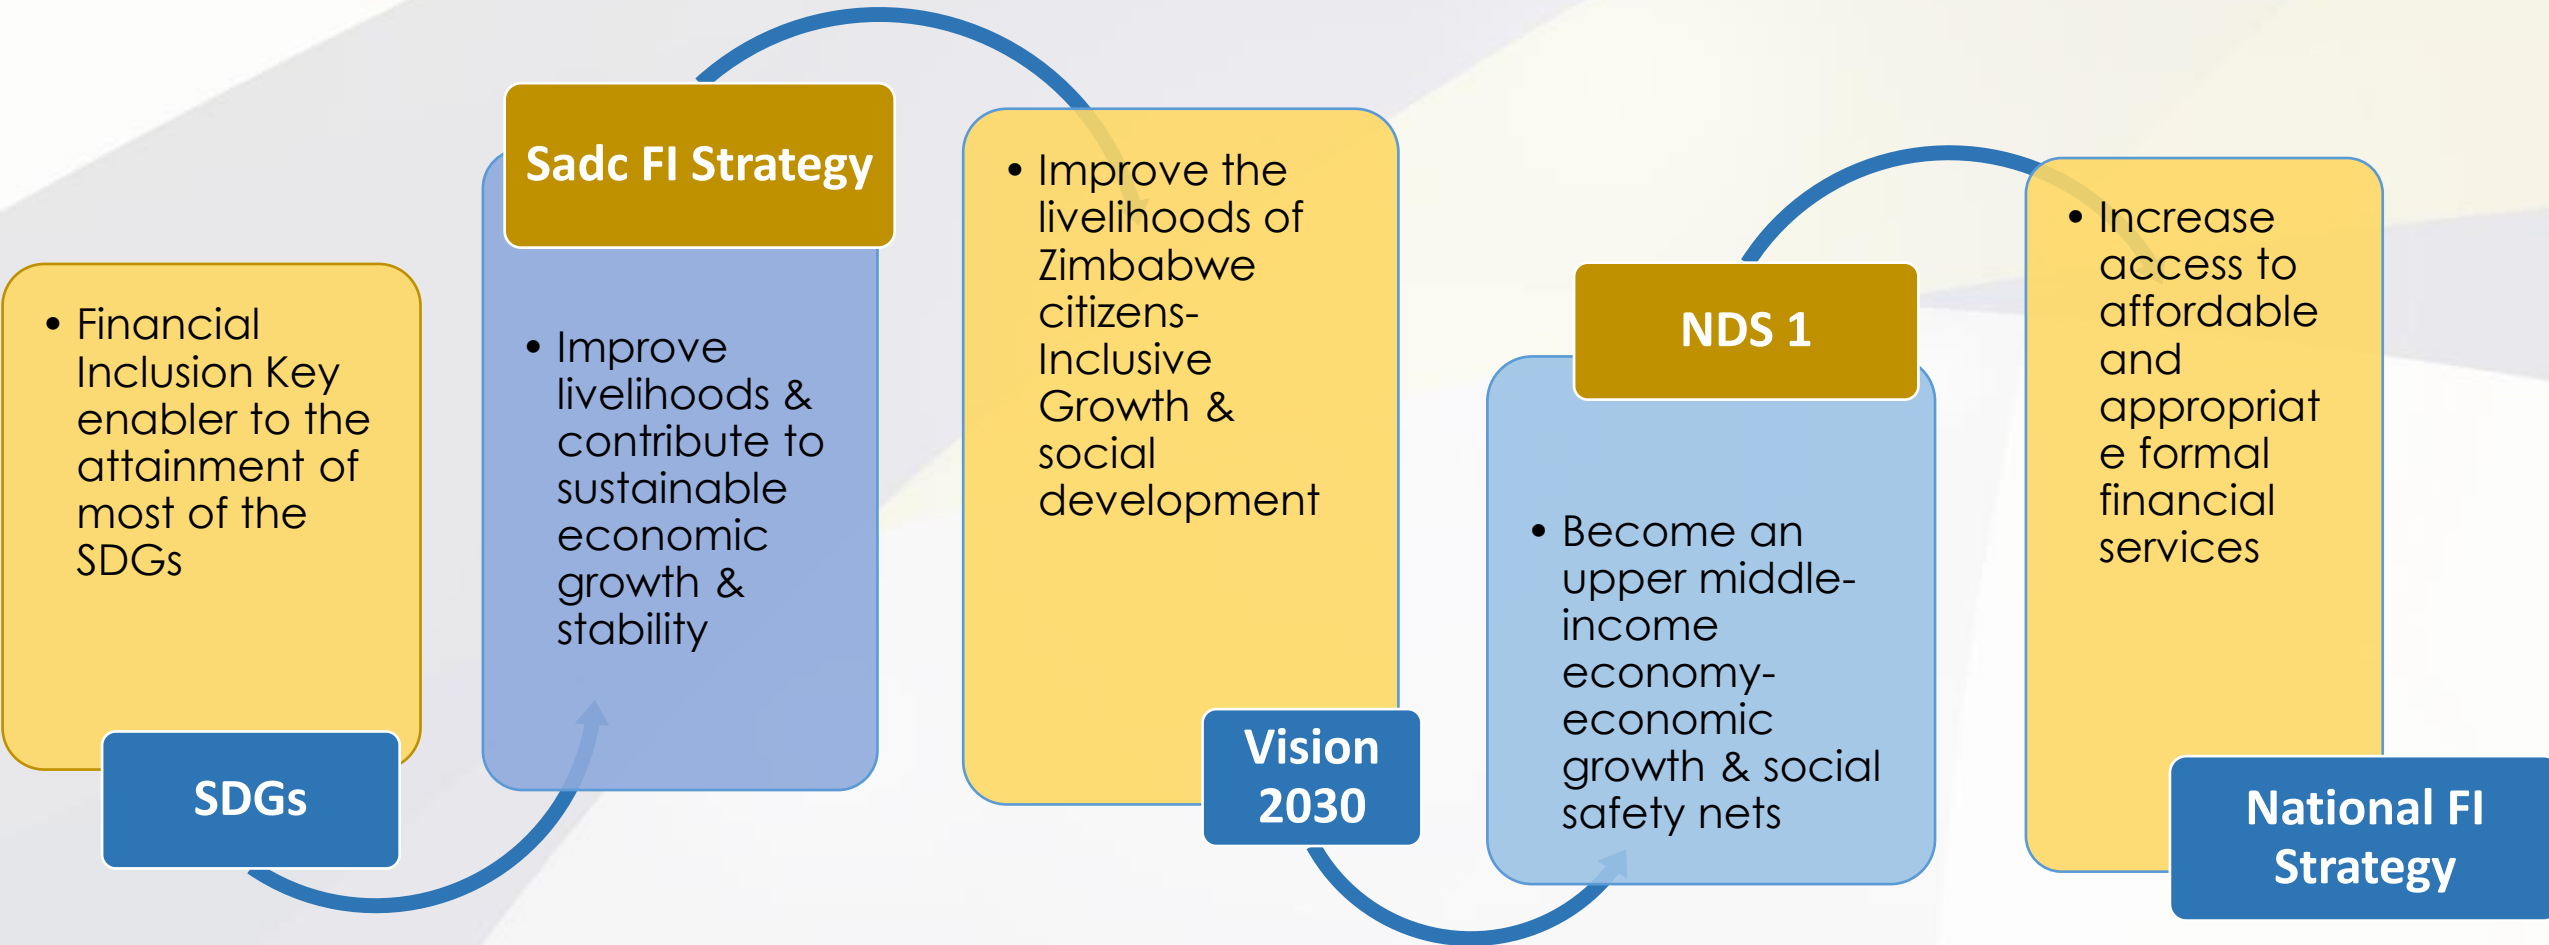 • Financial
Inclusion Key
enabler to the
attainment of
most of the
SDGs
SDGs
Sadc FI Strategy
• Improve
livelihoods &
contribute to
sustainable
economic
growth &
stability
• Improve the
livelihoods of
Zimbabwe
citizens-
Inclusive
Growth &
social
development
Vision
2030
NDS 1
• Become an
upper middle-
income
economy-
economic
growth & social
safety nets
• Increase
access to
affordable
and
appropriat
e formal
financial
services
National FI
Strategy